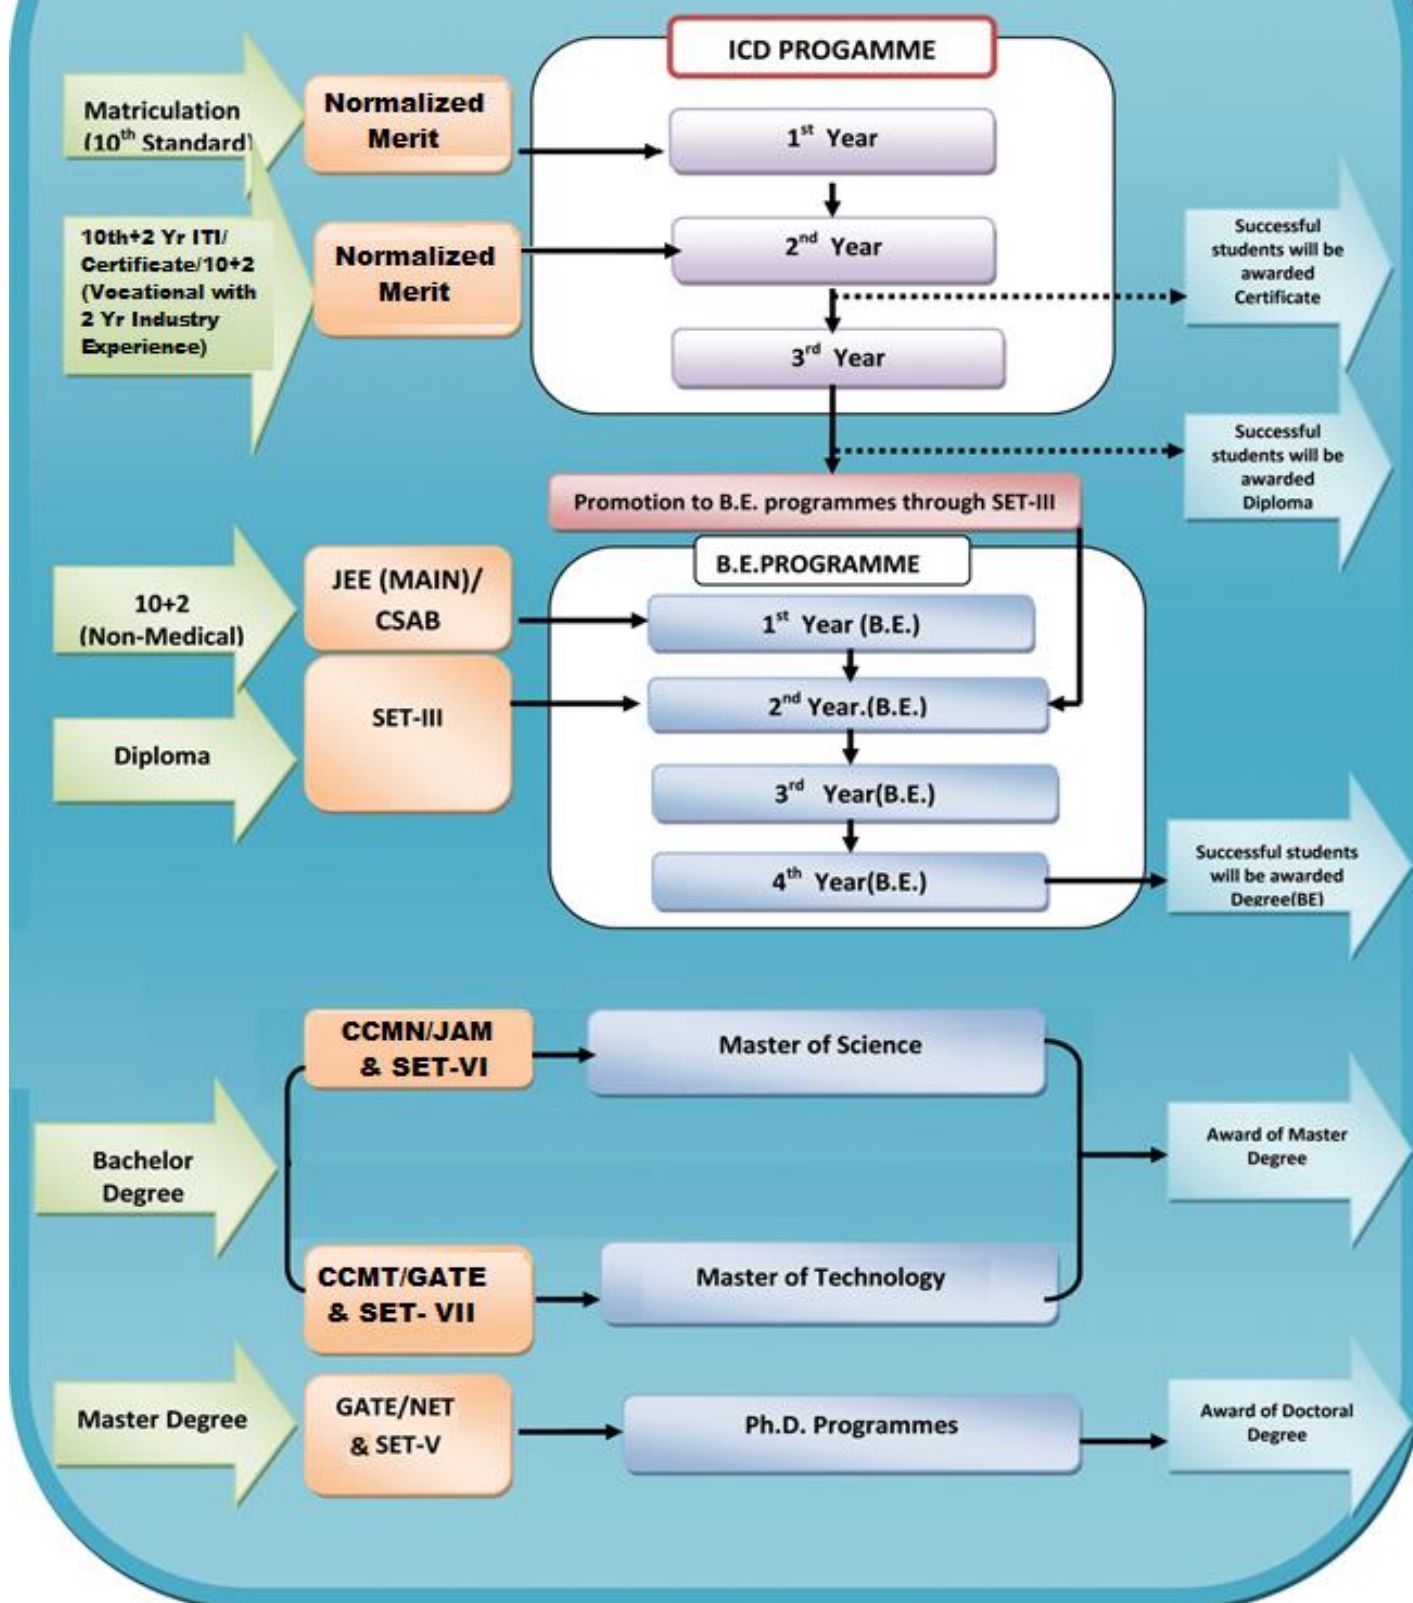 ICD PROGAMME
Matriculation
(10th Standard)
Normalized
Merit
1st Year
10th+2 Yr ITI/
Certificate/10+2
(Vocational with
2 Yr Industry
Experience)
Normalized
Merit
2nd Year
Successful
students will be
awarded
Certificate
3rd Year
Successful
students will be
awarded
Diploma
Promotion to B.E. programmes through SET-III
B.E.PROGRAMME
10+2
(Non-Medical)
JEE (MAIN)/
CSAB
1st Year (B.E.)
Diploma
SET-III
2nd Year.(B.E.)
3rd Year(B.E.)
4th Year(B.E.)
Successful students
will be awarded
Degree(BE)
Bachelor
Degree
CCMN/JAM
& SET-VI
Master of Science
Award of Master
Degree
CCMT/GATE
& SET- VII
Master of Technology
Master Degree
GATE/NET
& SET-V
Ph.D. Programmes
Award of Doctoral
Degree